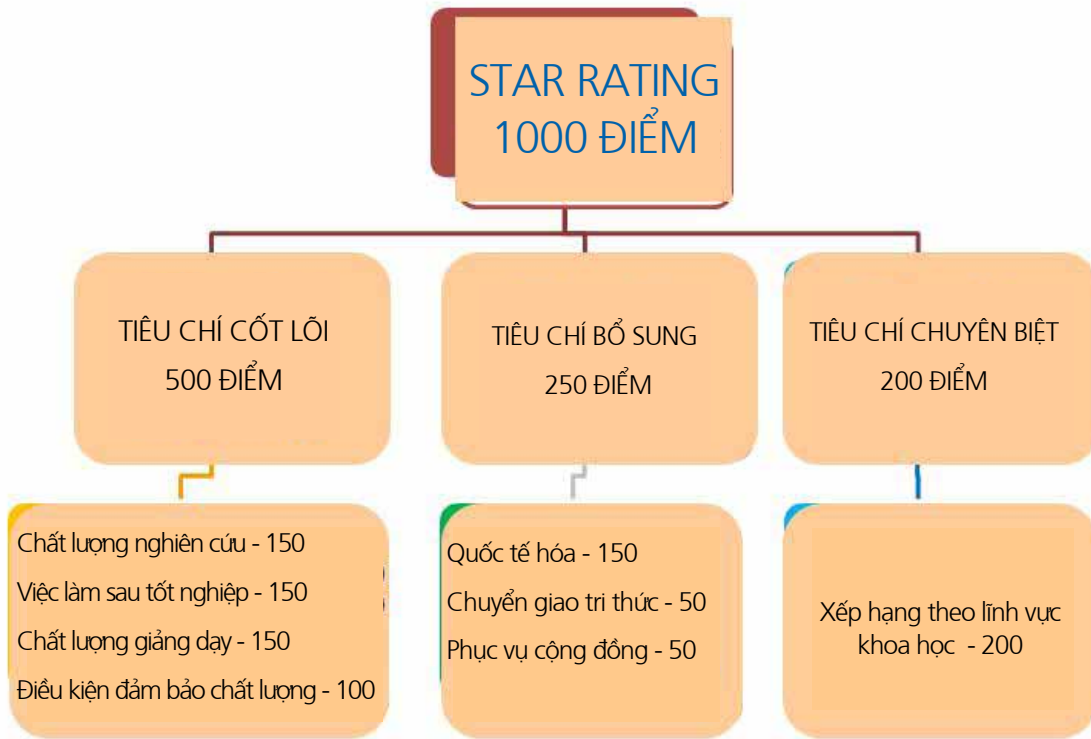 STAR RATING
1000 ĐIỂM
TIÊU CHÍ CỐT LÕI
500 ĐIỂM
TIÊU CHÍ BỔ SUNG
250 ĐIỂM
TIÊU CHÍ CHUYÊN BIỆT
200 ĐIỂM
Chất lượng nghiên cứu - 150
Việc làm sau tốt nghiệp - 150
Chất lượng giảng dạy - 150
Điều kiện đảm bảo chất lượng - 100
Quốc tế hóa - 150
Chuyển giao tri thức - 50
Phục vụ cộng đồng - 50
Xếp hạng theo lĩnh vực
khoa học - 200